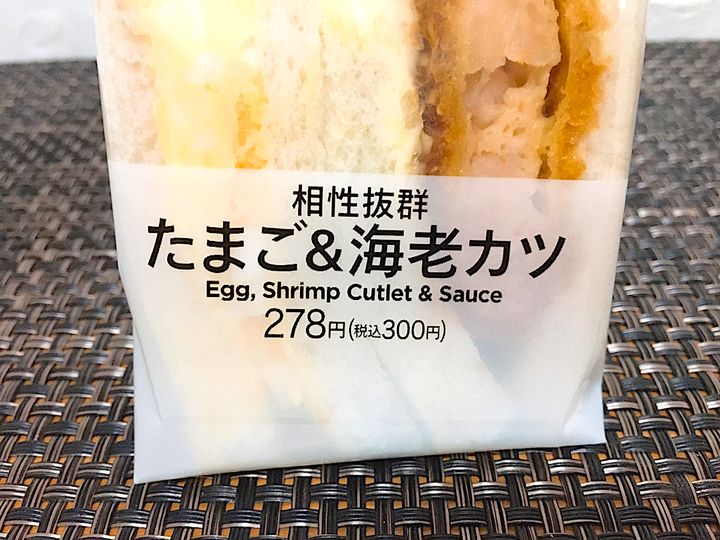 相性抜群
たまご&海老カツ
Egg, Shrimp Cutlet & Sauce
278円(税込300円)